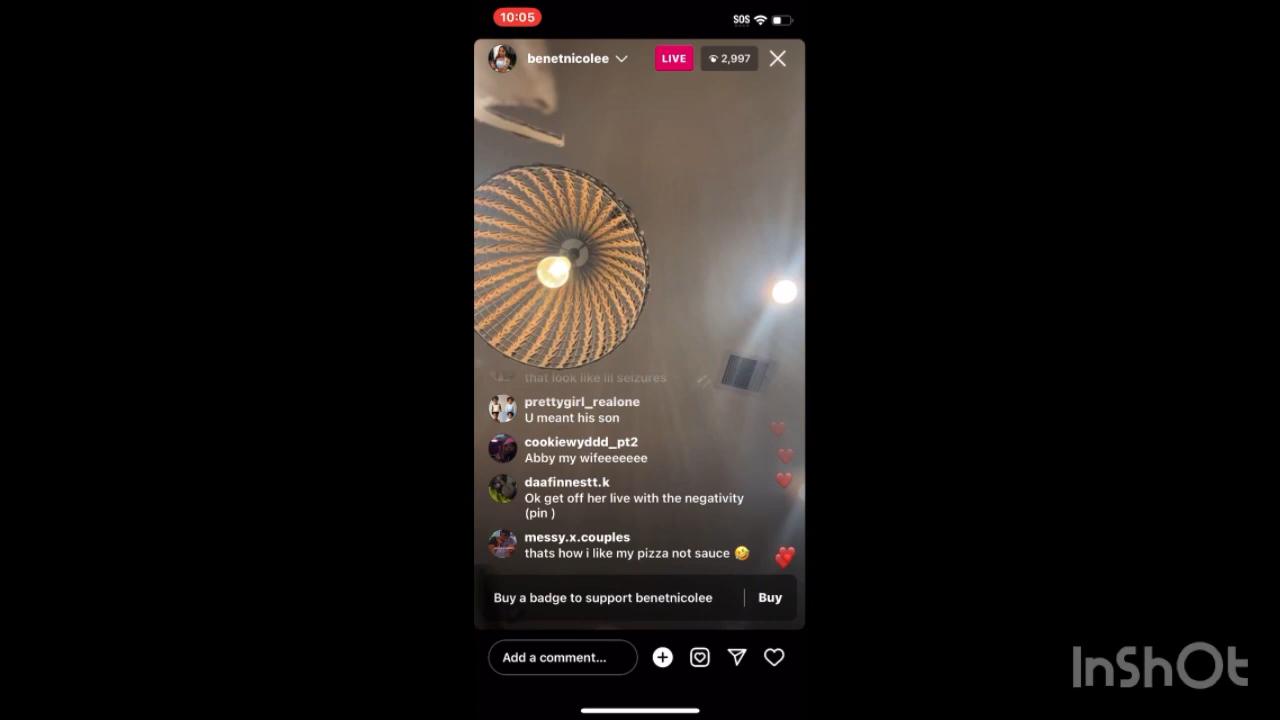 10:05
SOS
benetnicolee
LIVE
2,997
that look like lil seizures
prettygirl_realone
U meant his son
cookiewyddd_pt2
Abby my wifeeeeeee
daafinnestt.k
Ok get off her live with the negativity
(pin )
messy.x.couples
thats how i like my pizza not sauce 🤣
Buy a badge to support benetnicolee
Buy
Add a comment...
InShOt